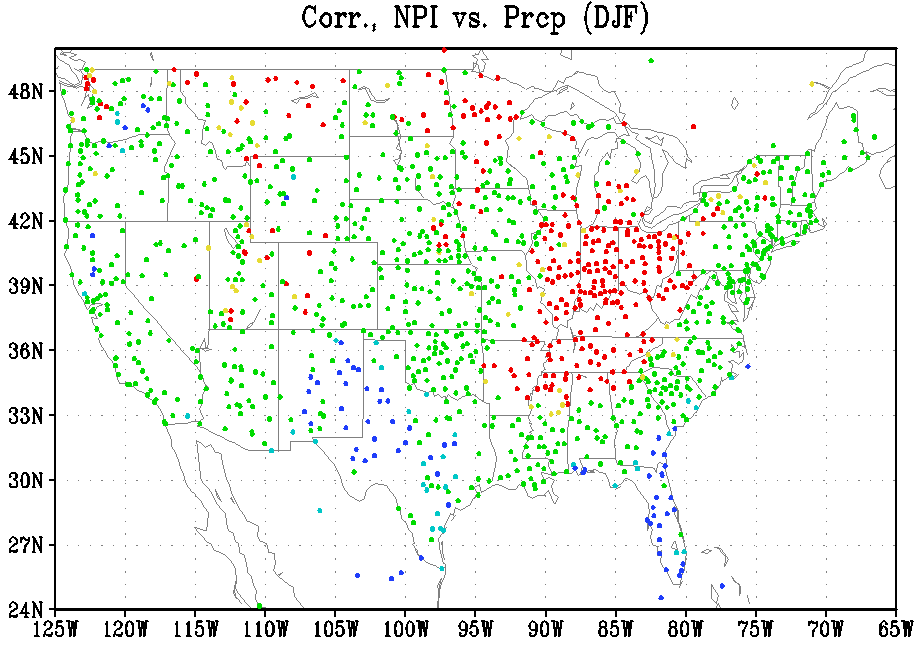 Corr., NPI vs. Prcp (DJF)
48N
45N
42N
39N
36N
33N
30N
27N
24N
125W 120W 115W 110W 105W 100W 95W 90W 85W 80W 75W 70W 65W